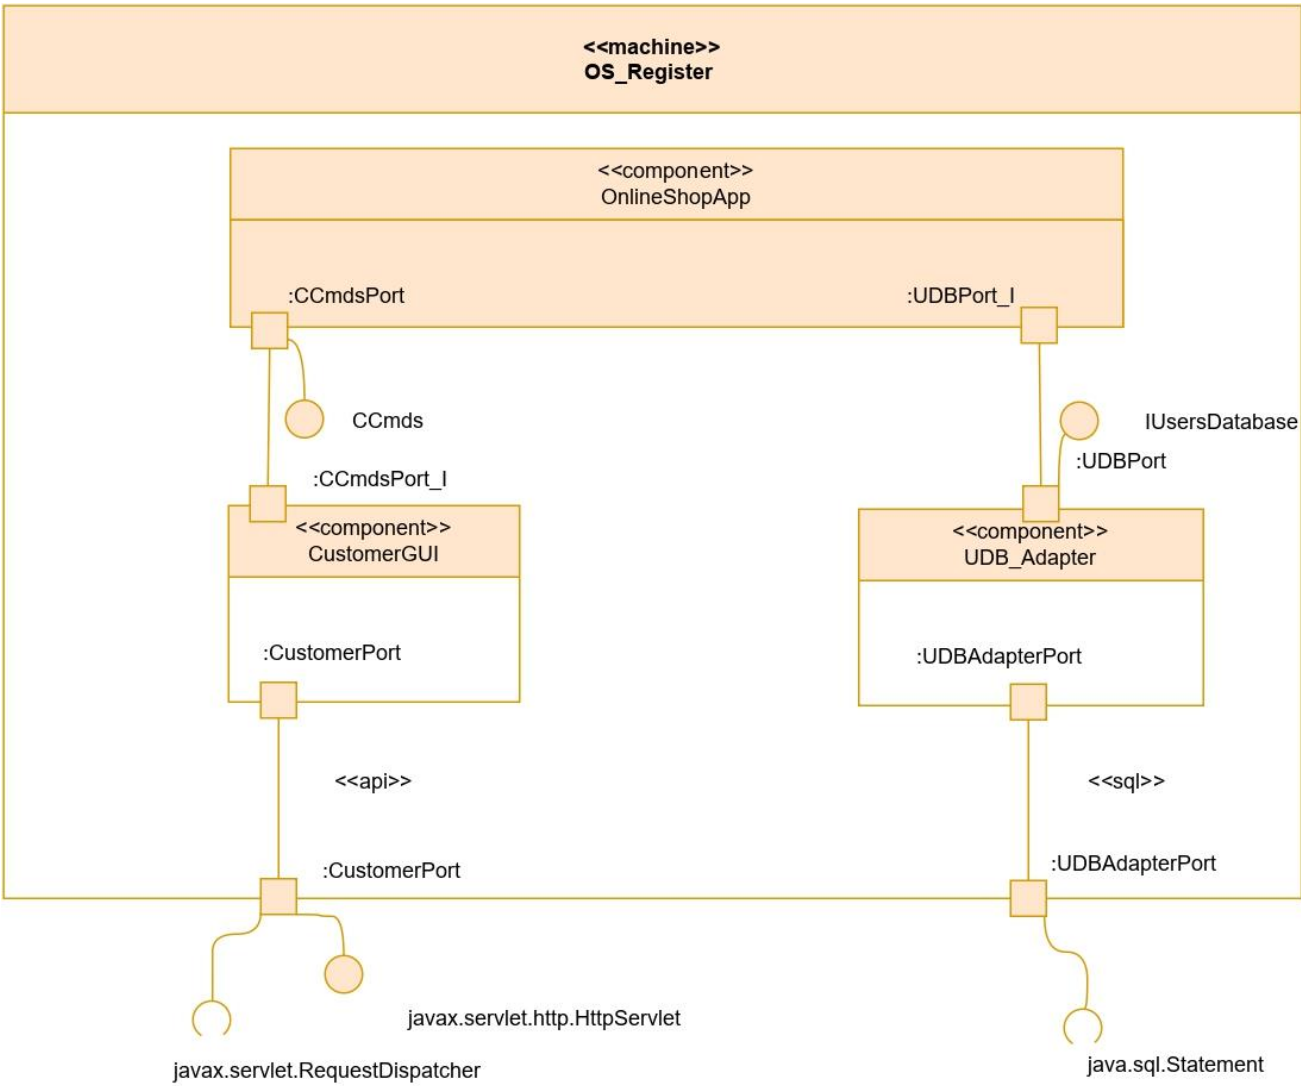 <<machine>>
OS_Register
<<component>>
OnlineShopApp
:CCmdsPort
:UDBPort_I
CCmds
IUsersDatabase
:UDBPort
:CCmdsPort_I
<<component>>
CustomerGUI
<<component>>
UDB_Adapter
:CustomerPort
:UDBAdapterPort
<<api>>
<<sql>>
:CustomerPort
:UDBAdapterPort
javax.servlet.http.HttpServlet
javax.servlet.RequestDispatcher
java.sql.Statement